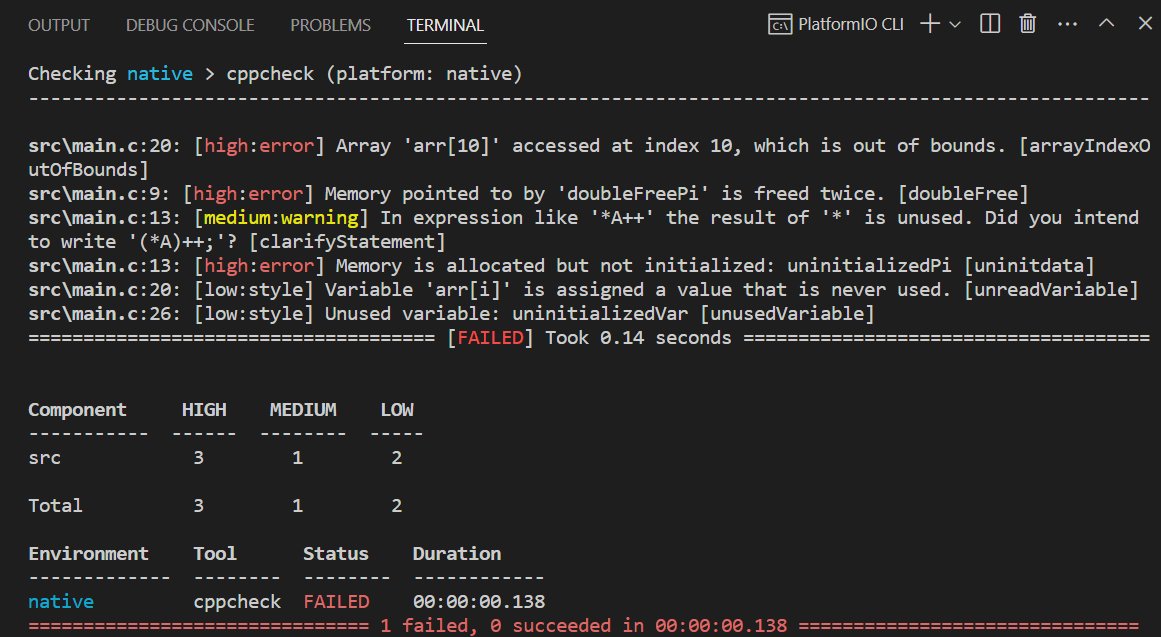 OUTPUT DEBUG CONSOLE PROBLEMS TERMINAL PlatformIO CLI
Checking native > cppcheck (platform: native)
------------------------------------------------------------------------------------------------------
src\main.c:20: [high:error] Array 'arr[10]' accessed at index 10, which is out of bounds. [arrayIndexO
utOfBounds]
src\main.c:9: [high:error] Memory pointed to by 'doubleFreePi' is freed twice. [doubleFree]
src\main.c:13: [medium:warning] In expression like '*A++' the result of '*' is unused. Did you intend
to write '(*A)++;'? [clarifyStatement]
src\main.c:13: [high:error] Memory is allocated but not initialized: uninitializedPi [uninitdata]
src\main.c:20: [low:style] Variable 'arr[i]' is assigned a value that is never used. [unreadVariable]
src\main.c:26: [low:style] Unused variable: uninitializedVar [unusedVariable]
===================================== [FAILED] Took 0.14 seconds =====================================
Component HIGH MEDIUM LOW
----------- ------ -------- -----
src 3 1 2
Total 3 1 2
Environment Tool Status Duration
------------- -------- -------- ------------
native cppcheck FAILED 00:00:00.138
=============================== 1 failed, 0 succeeded in 00:00:00.138 ===============================